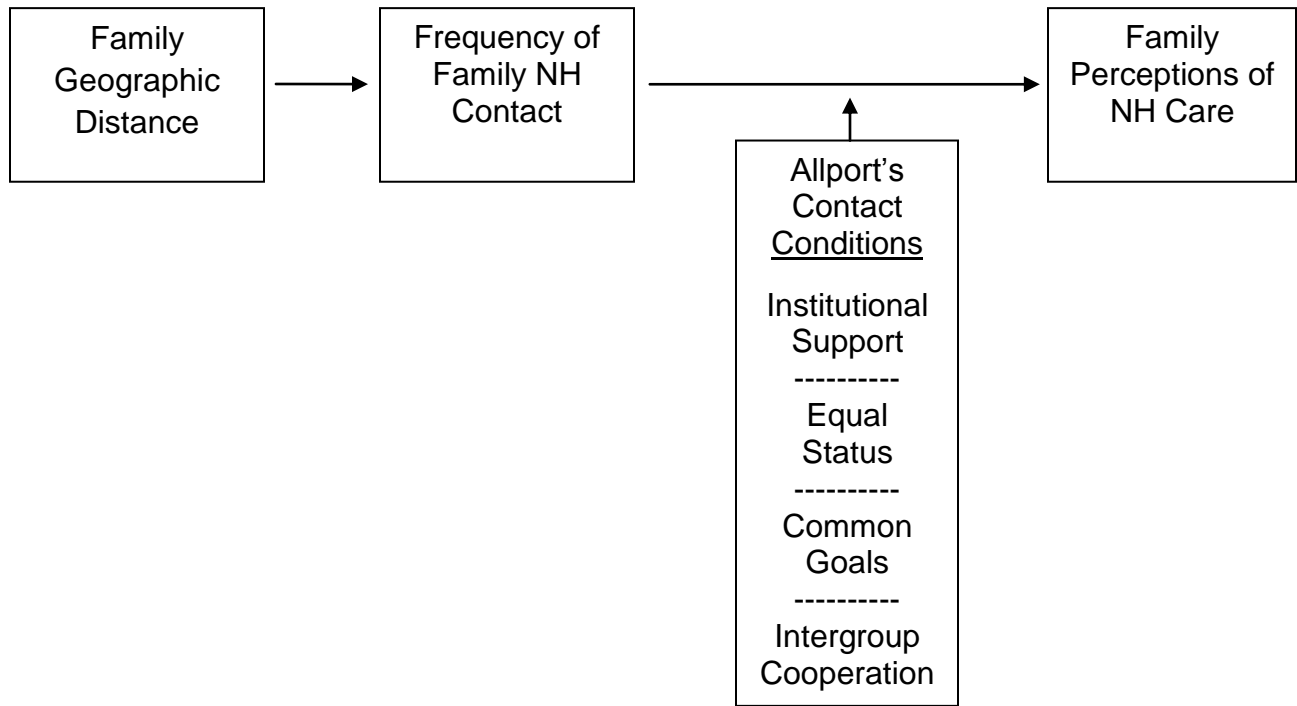 Family
Geographic
Distance
Frequency of
Family NH
Contact
Family
Perceptions of
NH Care
Allport’s
Contact
Conditions
Institutional
Support
----------
Equal
Status
----------
Common
Goals
----------
Intergroup
Cooperation